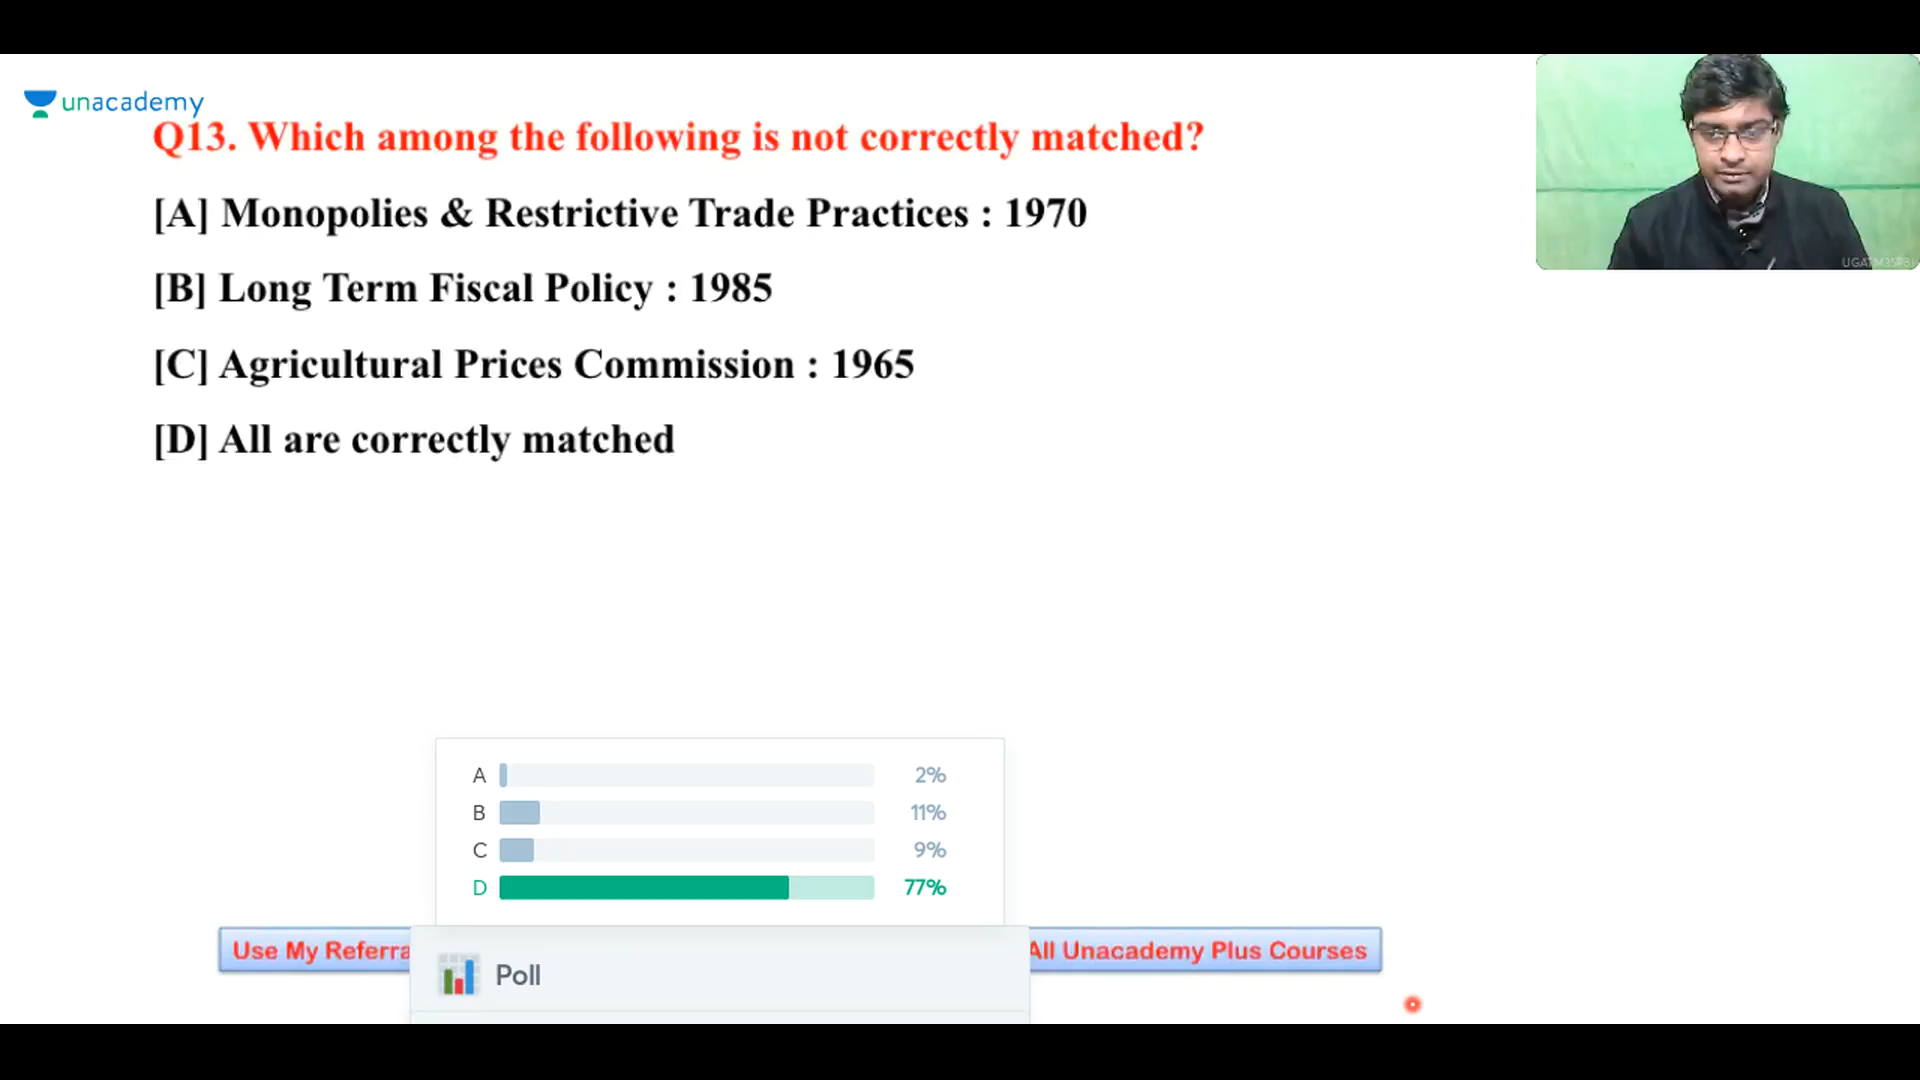 unacademy
Q13. Which among the following is not correctly matched?
[A] Monopolies & Restrictive Trade Practices : 1970
[B] Long Term Fiscal Policy : 1985
[C] Agricultural Prices Commission : 1965
[D] All are correctly matched
A 2%
B 11%
C 9%
D 77%
Use My Referra
All Unacademy Plus Courses
Poll